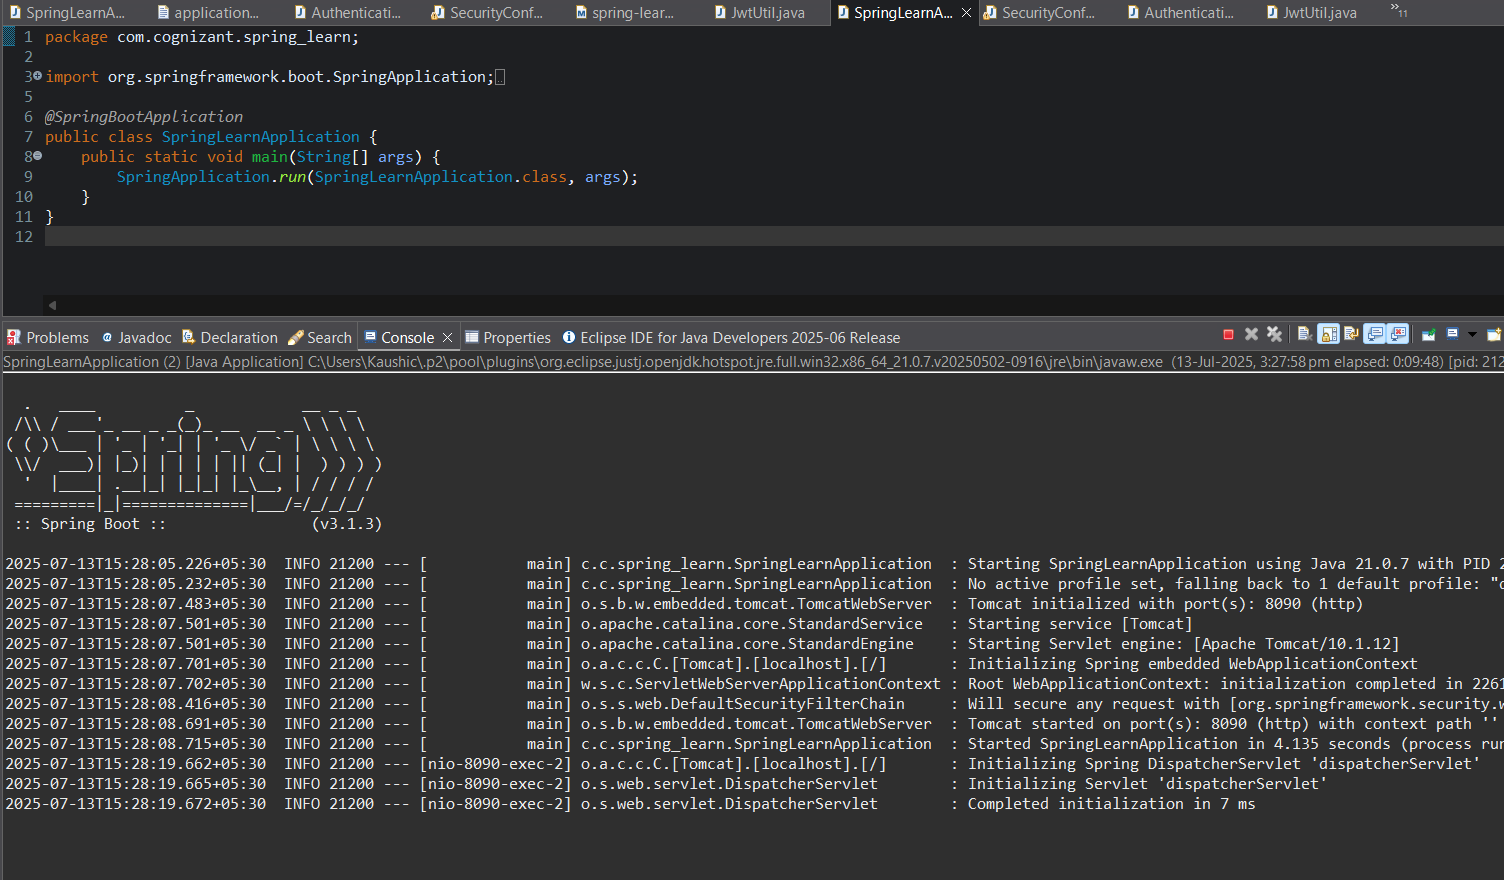 SpringLearnA... application... Authenticati... SecurityConf... spring-lear... JwtUtil.java SpringLearnA... SecurityConf... Authenticati... JwtUtil.java »11
1 package com.cognizant.spring_learn;
2
3 import org.springframework.boot.SpringApplication;
5
6 @SpringBootApplication
7 public class SpringLearnApplication {
8 public static void main(String[] args) {
9 SpringApplication.run(SpringLearnApplication.class, args);
10 }
11 }
12
Problems Javadoc Declaration Search Console Properties Eclipse IDE for Java Developers 2025-06 Release
SpringLearnApplication (2) [Java Application] C:\Users\Kaushic\.p2\pool\plugins\org.eclipse.justj.openjdk.hotspot.jre.full.win32.x86_64_21.0.7.v20250502-0916\jre\bin\javaw.exe (13-Jul-2025, 3:27:58 pm elapsed: 0:09:48) [pid: 212
Spring
:: Spring Boot :: (v3.1.3)
2025-07-13T15:28:05.226+05:30 INFO 21200 --- [ main] c.c.spring_learn.SpringLearnApplication : Starting SpringLearnApplication using Java 21.0.7 with PID 2
2025-07-13T15:28:05.232+05:30 INFO 21200 --- [ main] c.c.spring_learn.SpringLearnApplication : No active profile set, falling back to 1 default profile: "d
2025-07-13T15:28:07.483+05:30 INFO 21200 --- [ main] o.s.b.w.embedded.tomcat.TomcatWebServer : Tomcat initialized with port(s): 8090 (http)
2025-07-13T15:28:07.501+05:30 INFO 21200 --- [ main] o.apache.catalina.core.StandardService : Starting service [Tomcat]
2025-07-13T15:28:07.501+05:30 INFO 21200 --- [ main] o.apache.catalina.core.StandardEngine : Starting Servlet engine: [Apache Tomcat/10.1.12]
2025-07-13T15:28:07.701+05:30 INFO 21200 --- [ main] o.a.c.c.C.[Tomcat].[localhost].[/] : Initializing Spring embedded WebApplicationContext
2025-07-13T15:28:07.702+05:30 INFO 21200 --- [ main] w.s.c.ServletWebServerApplicationContext : Root WebApplicationContext: initialization completed in 2261
2025-07-13T15:28:08.416+05:30 INFO 21200 --- [ main] o.s.s.web.DefaultSecurityFilterChain : Will secure any request with [org.springframework.security.w
2025-07-13T15:28:08.691+05:30 INFO 21200 --- [ main] o.s.b.w.embedded.tomcat.TomcatWebServer : Tomcat started on port(s): 8090 (http) with context path ''
2025-07-13T15:28:08.715+05:30 INFO 21200 --- [ main] c.c.spring_learn.SpringLearnApplication : Started SpringLearnApplication in 4.135 seconds (process run
2025-07-13T15:28:19.662+05:30 INFO 21200 --- [nio-8090-exec-2] o.a.c.c.C.[Tomcat].[localhost].[/] : Initializing Spring DispatcherServlet 'dispatcherServlet'
2025-07-13T15:28:19.665+05:30 INFO 21200 --- [nio-8090-exec-2] o.s.web.servlet.DispatcherServlet : Initializing Servlet 'dispatcherServlet'
2025-07-13T15:28:19.672+05:30 INFO 21200 --- [nio-8090-exec-2] o.s.web.servlet.DispatcherServlet : Completed initialization in 7 ms